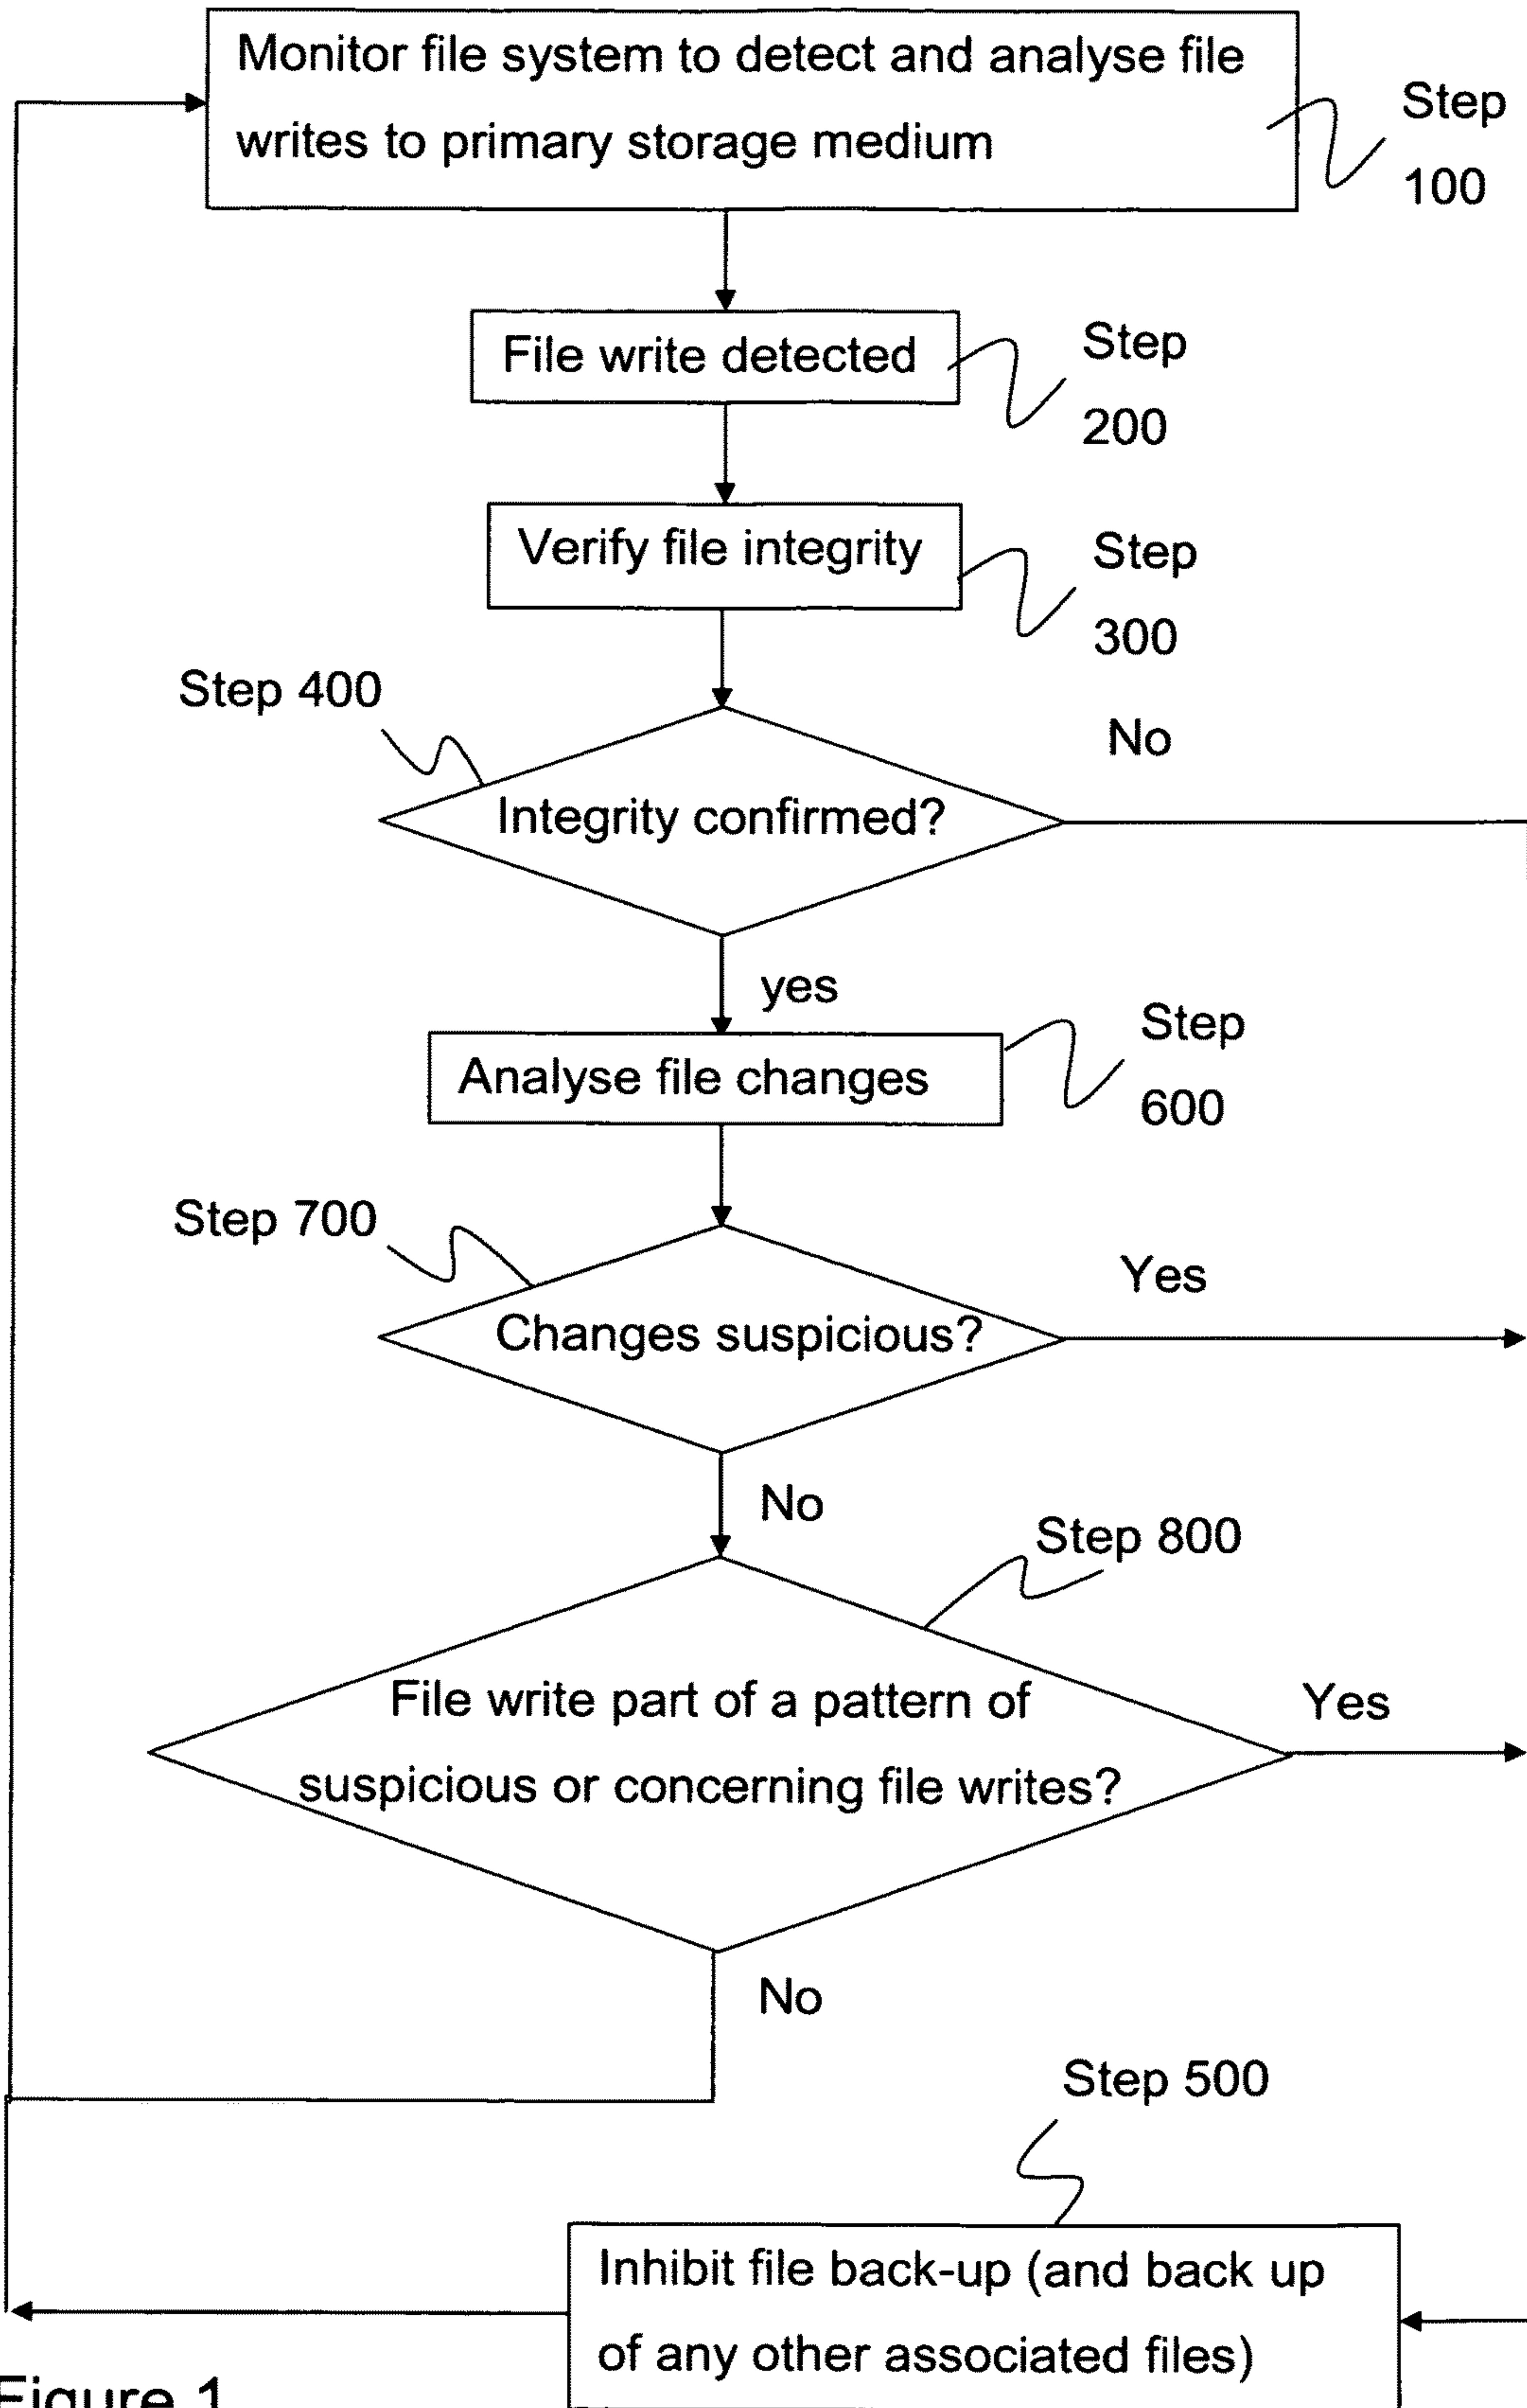 Monitor file system to detect and analyse file
writes to primary storage medium
Step
100
File write detected
Step
200
Verify file integrity
Step
300
Step 400
No
Integrity confirmed?
yes
Analyse file changes
Step
600
Step 700
Yes
Changes suspicious?
No
Step 800
File write part of a pattern of
suspicious or concerning file writes?
Yes
No
Step 500
Inhibit file back-up (and back up
of any other associated files)
Figure 1